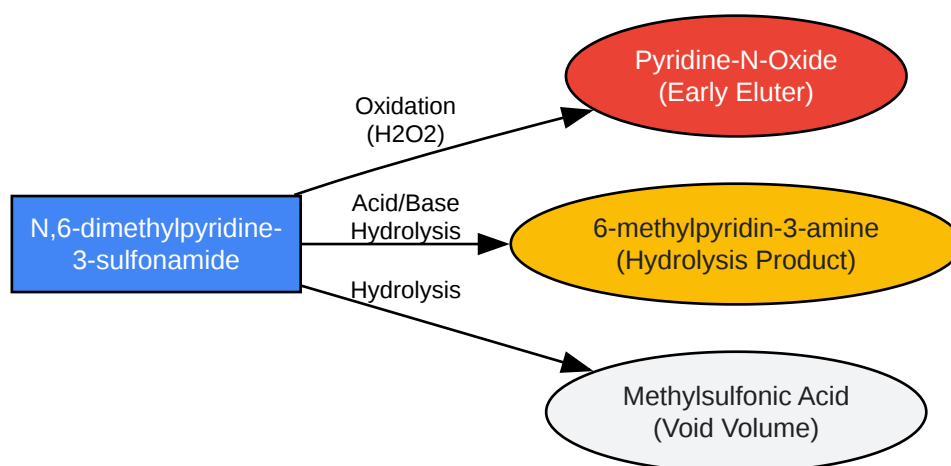 Pyridine-N-Oxide
(Early Eluter)
Oxidation
(H2O2)
N,6-dimethylpyridine-
3-sulfonamide
Acid/Base
Hydrolysis
6-methylpyridin-3-amine
(Hydrolysis Product)
Hydrolysis
Methylsulfonic Acid
(Void Volume)